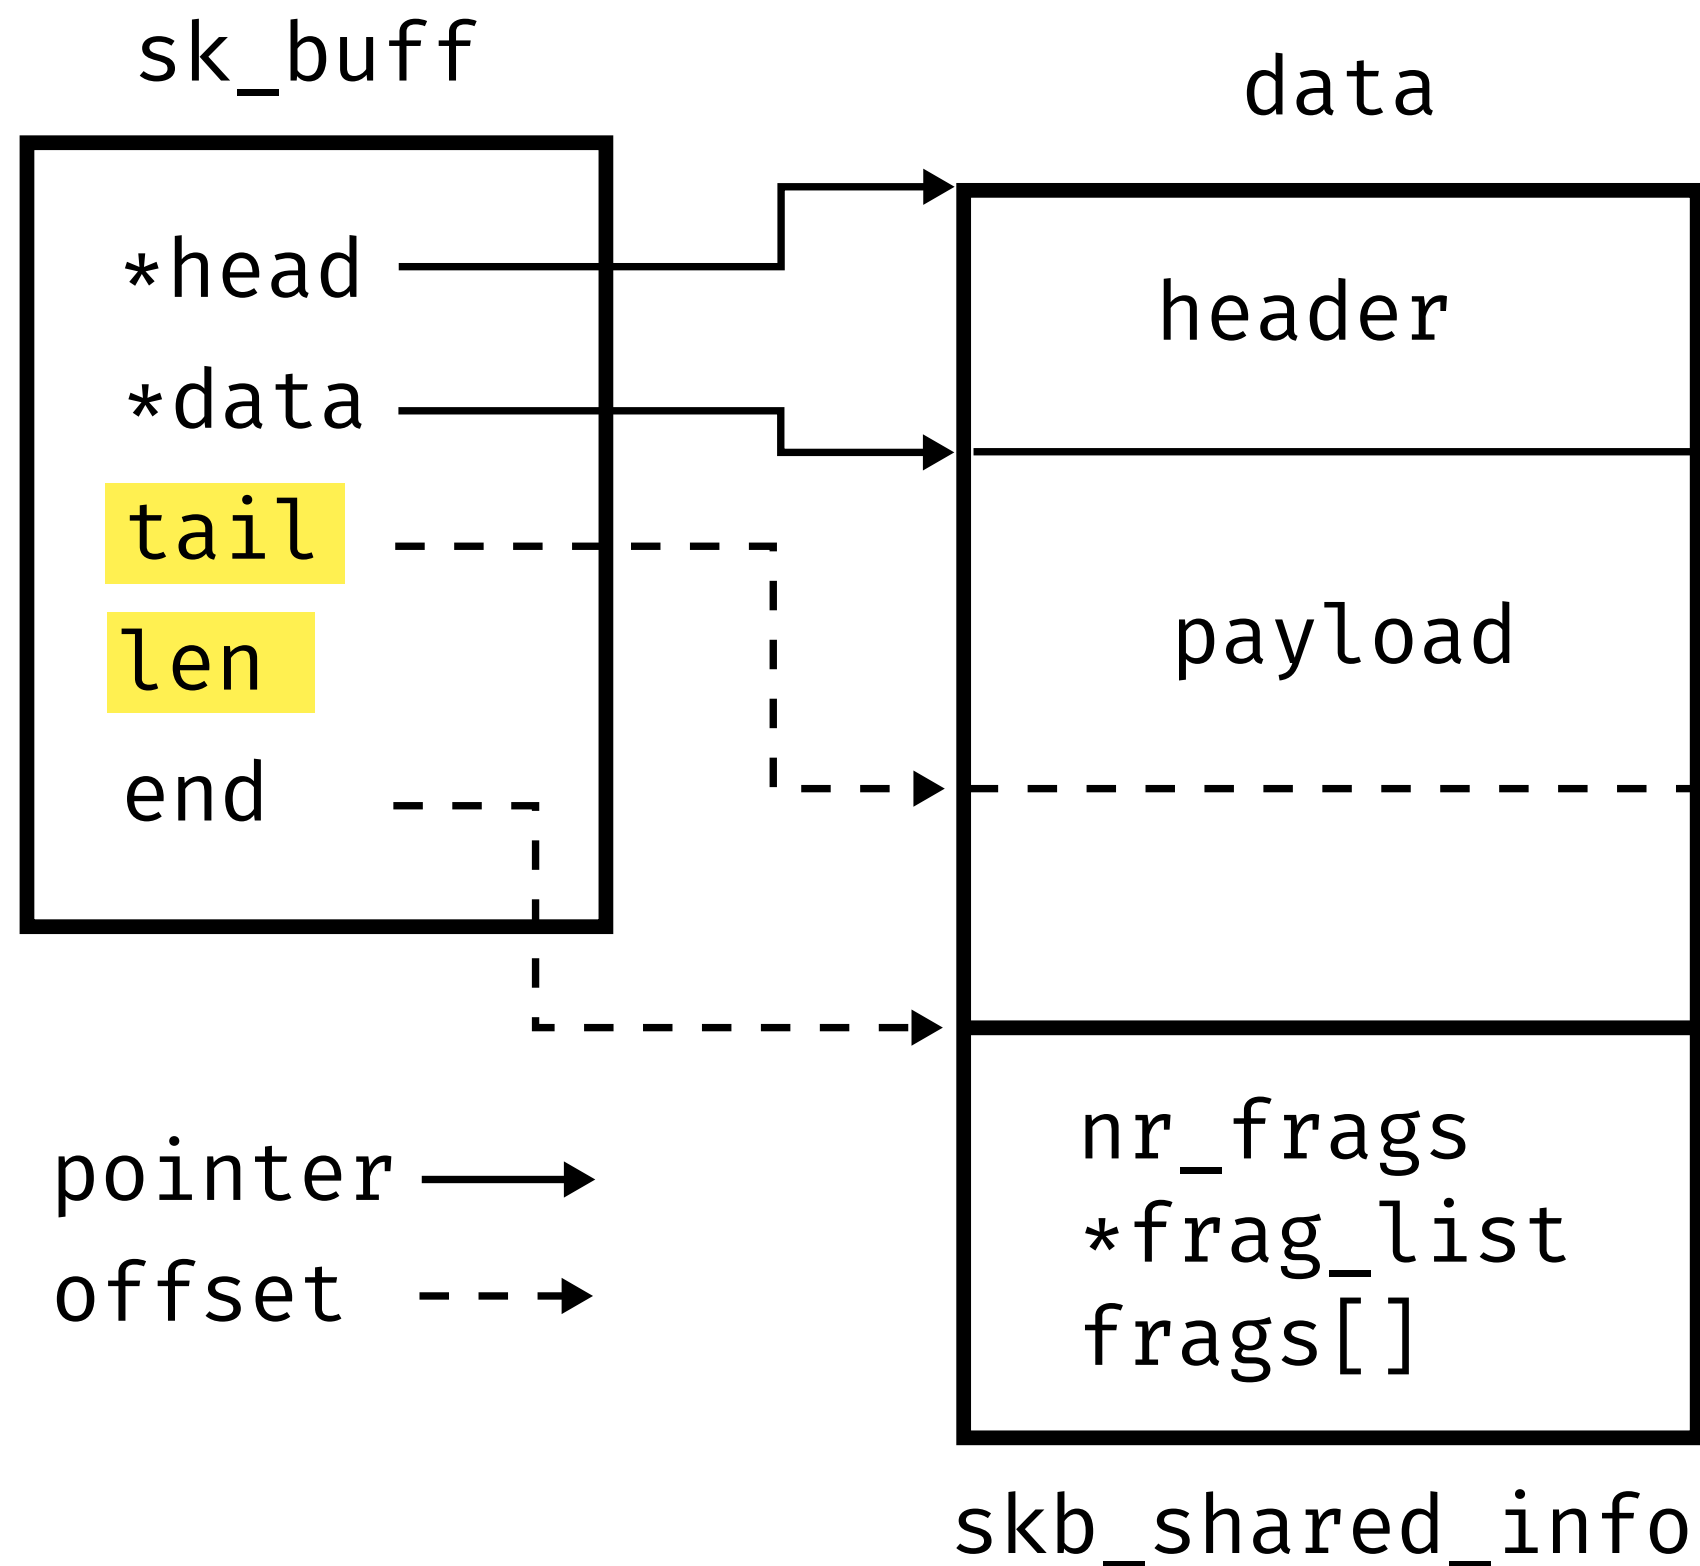 sk_buff
*head
*data
tail
len
end
pointer
offset
data
header
payload
nr_frags
*frag_list
frags[]
skb_shared_info